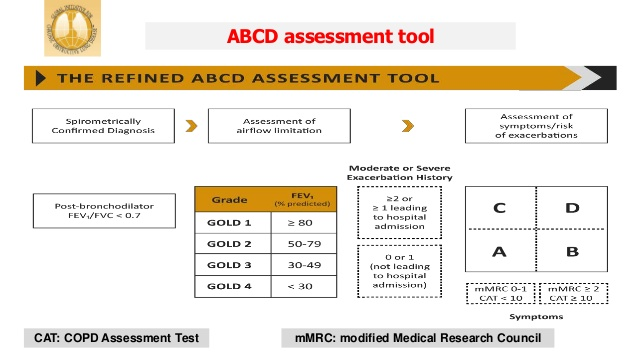 ABCD assessment tool
THE REFINED ABCD ASSESSMENT TOOL
Spirometrically
Confirmed Diagnosis
Assessment of
airflow limitation
Assessment of
symptoms/risk
of exacerbations
Moderate or Severe
Exacerbation History
Post-bronchodilator
FEV₁/FVC < 0.7
Grade FEV₁
(% predicted)
GOLD 1 ≥ 80
GOLD 2 50-79
GOLD 3 30-49
GOLD 4 < 30
≥2 or
≥ 1 leading
to hospital
admission
0 or 1
(not leading
to hospital
admission)
C D
A B
mMRC 0-1
CAT < 10
mMRC ≥ 2
CAT ≥ 10
Symptoms
CAT: COPD Assessment Test
mMRC: modified Medical Research Council